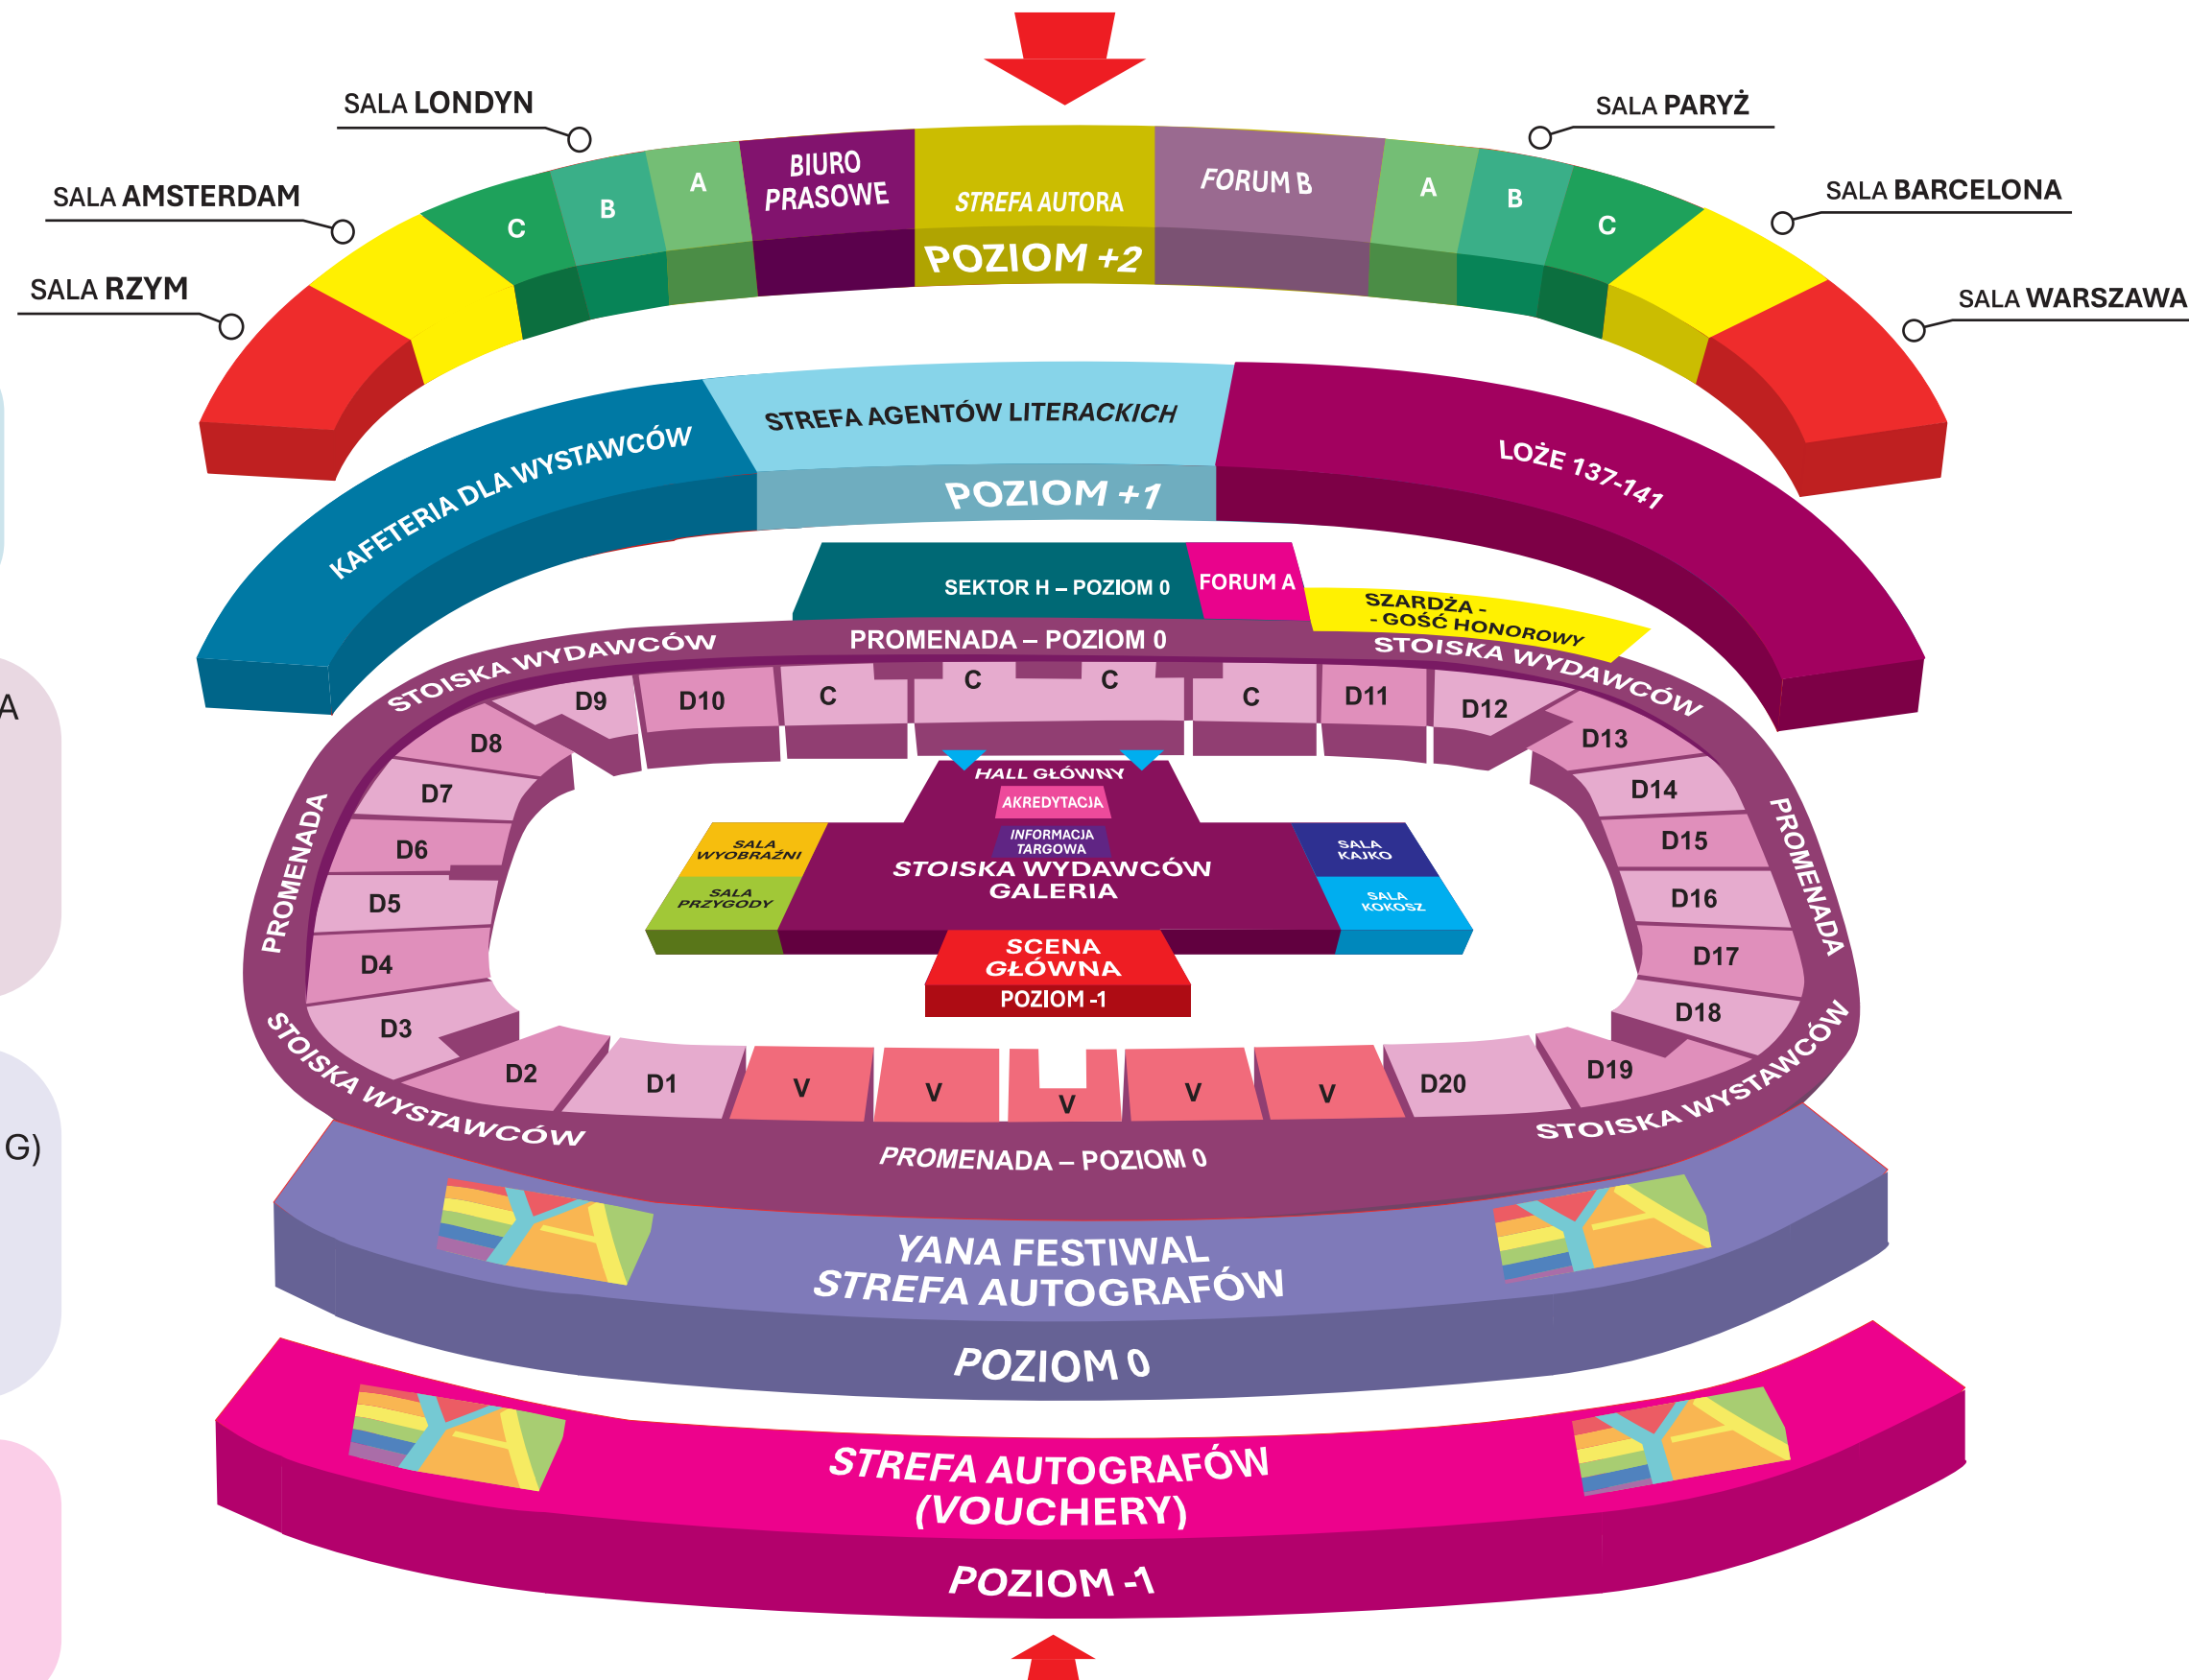 SALA LONDYN
SALA PARYŻ
SALA AMSTERDAM
SALA BARCELONA
SALA RZYM
SALA WARSZAWA
C
B
A
BIURO
PRASOWE
STREFA AUTORA
FORUM B
A
B
C
POZIOM +2
KAFETERIA DLA WYSTAWCÓW
STREFA AGENTÓW LITERACKICH
LOŻE 137-141
POZIOM +1
SEKTOR H – POZIOM 0
FORUM A
SZARDŻA -
- GOŚĆ HONOROWY
STOISKA WYDAWCÓW
PROMENADA – POZIOM 0
STOISKA WYDAWCÓW
D9
D10
C
C
C
C
D11
D12
D8
D13
D7
D14
D6
D15
D5
D16
D4
D17
D3
D18
D2
D1
V
V
V
V
V
D20
D19
PROMENADA
PROMENADA
HALL GŁÓWNY
AKREDYTACJA
INFORMACJA
TARGOWA
SALA
WYOBRAŹNI
SALA
KAJKO
STOISKA WYDAWCÓW
GALERIA
SALA
PRZYGODY
SALA
KOKOSZ
SCENA
GŁÓWNA
POZIOM -1
STOISKA WYSTAWCÓW
PROMENADA – POZIOM 0
STOISKA WYSTAWCÓW
YANA FESTIWAL
STREFA AUTOGRAFÓW
POZIOM 0
STREFA AUTOGRAFÓW
(VOUCHERY)
POZIOM -1
A
G)